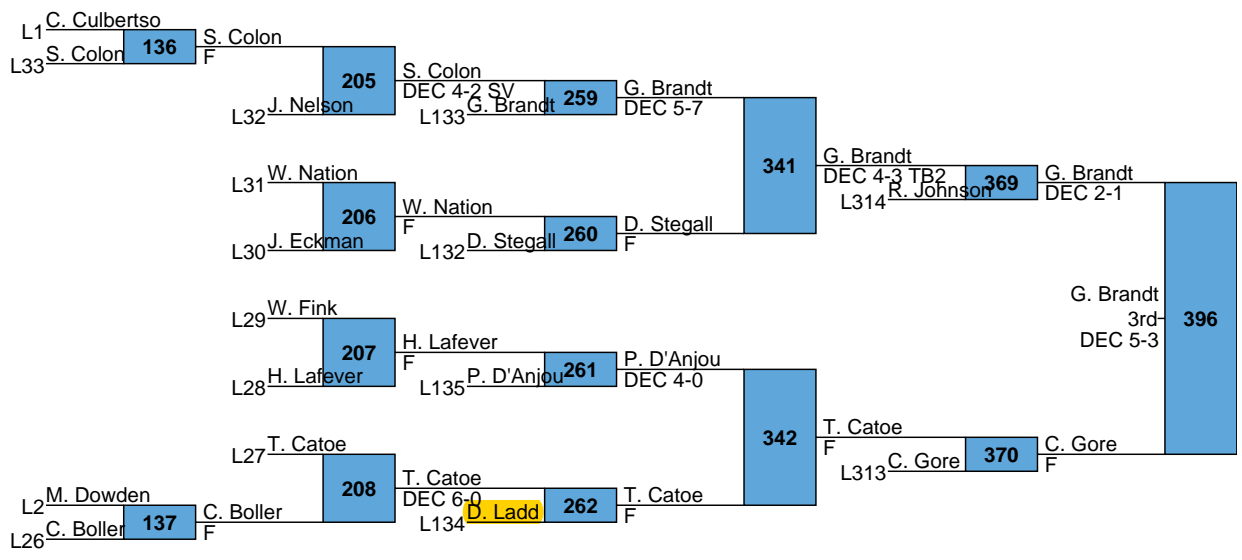 C. Culbertso
L1
136
S. Colon
F
S. Colon
L33
205
S. Colon
DEC 4-2 SV
J. Nelson
L32
259
G. Brandt
DEC 5-7
G. Brandt
L133
W. Nation
L31
206
W. Nation
F
J. Eckman
L30
260
D. Stegall
F
D. Stegall
L132
341
G. Brandt
DEC 4-3 TB2
R. Johnson
L314
369
G. Brandt
DEC 2-1
W. Fink
L29
207
H. Lafever
F
H. Lafever
L28
261
P. D'Anjou
DEC 4-0
P. D'Anjou
L135
T. Catoe
L27
208
T. Catoe
DEC 6-0
M. Dowden
L2
137
C. Boller
F
C. Boller
L26
D. Ladd
L134
262
T. Catoe
F
342
T. Catoe
F
C. Gore
L313
370
C. Gore
F
G. Brandt
3rd
DEC 5-3
396